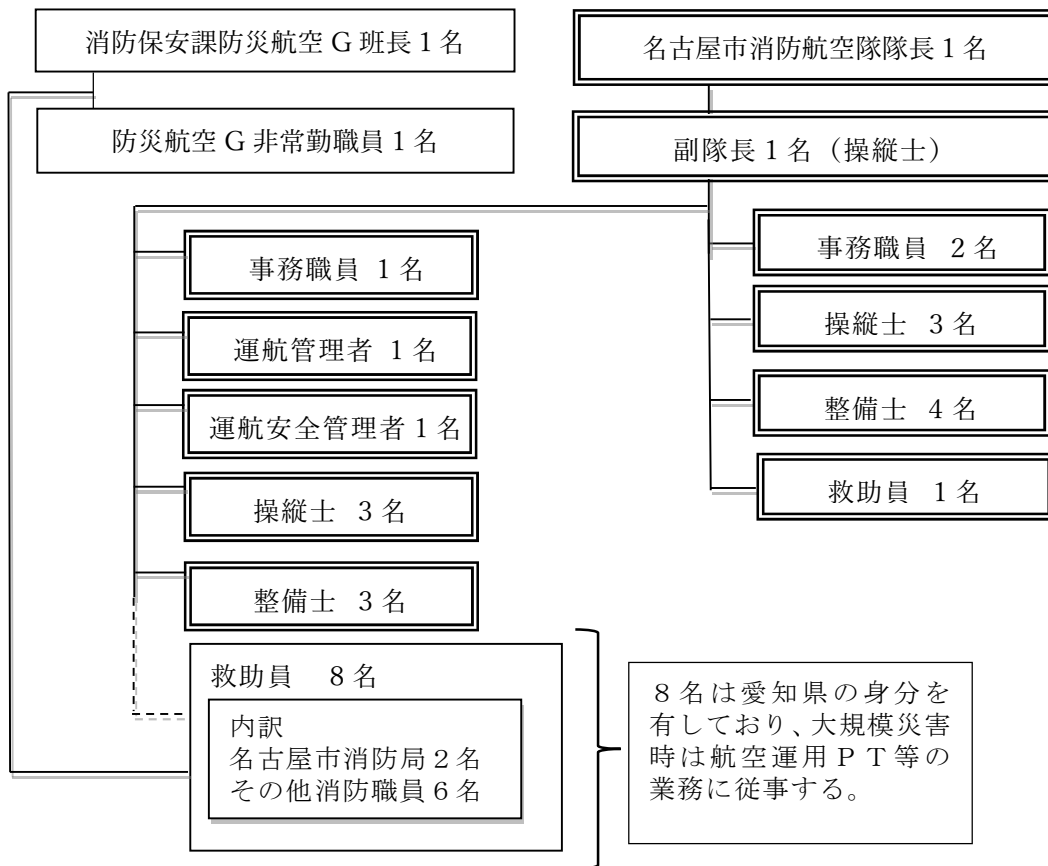 消防保安課防災航空G班長1名
防災航空G非常勤職員1名
名古屋市消防航空隊隊長1名
副隊長1名（操縦士）
事務職員 1名
運航管理者 1名
運航安全管理者1名
操縦士 3名
整備士 3名
事務職員 2名
操縦士 3名
整備士 4名
救助員 1名
救助員 8名
内訳
名古屋市消防局2名
その他消防職員6名
８名は愛知県の身分を
有しており、大規模災害
時は航空運用ＰＴ等の
業務に従事する。